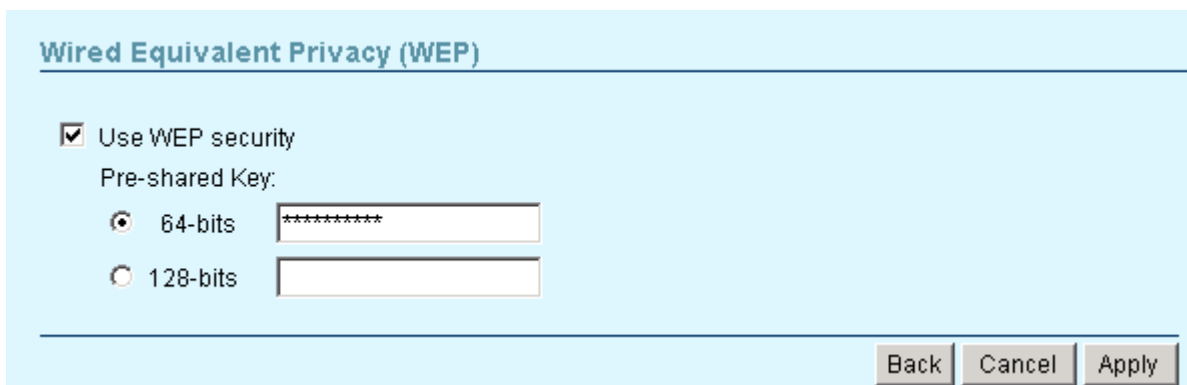 Wired Equivalent Privacy (WEP)
Use WEP security
Pre-shared Key:
64-bits **********
128-bits
Back Cancel Apply